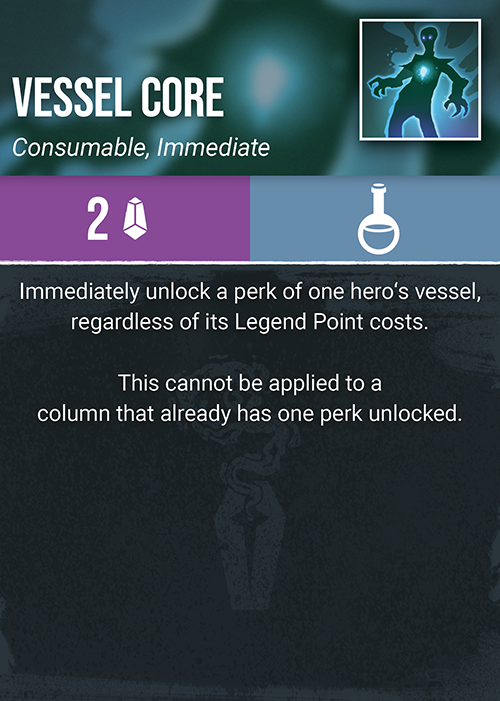 VESSEL CORE
Consumable, Immediate
2
Immediately unlock a perk of one hero‘s vessel,
regardless of its Legend Point costs.
This cannot be applied to a
column that already has one perk unlocked.